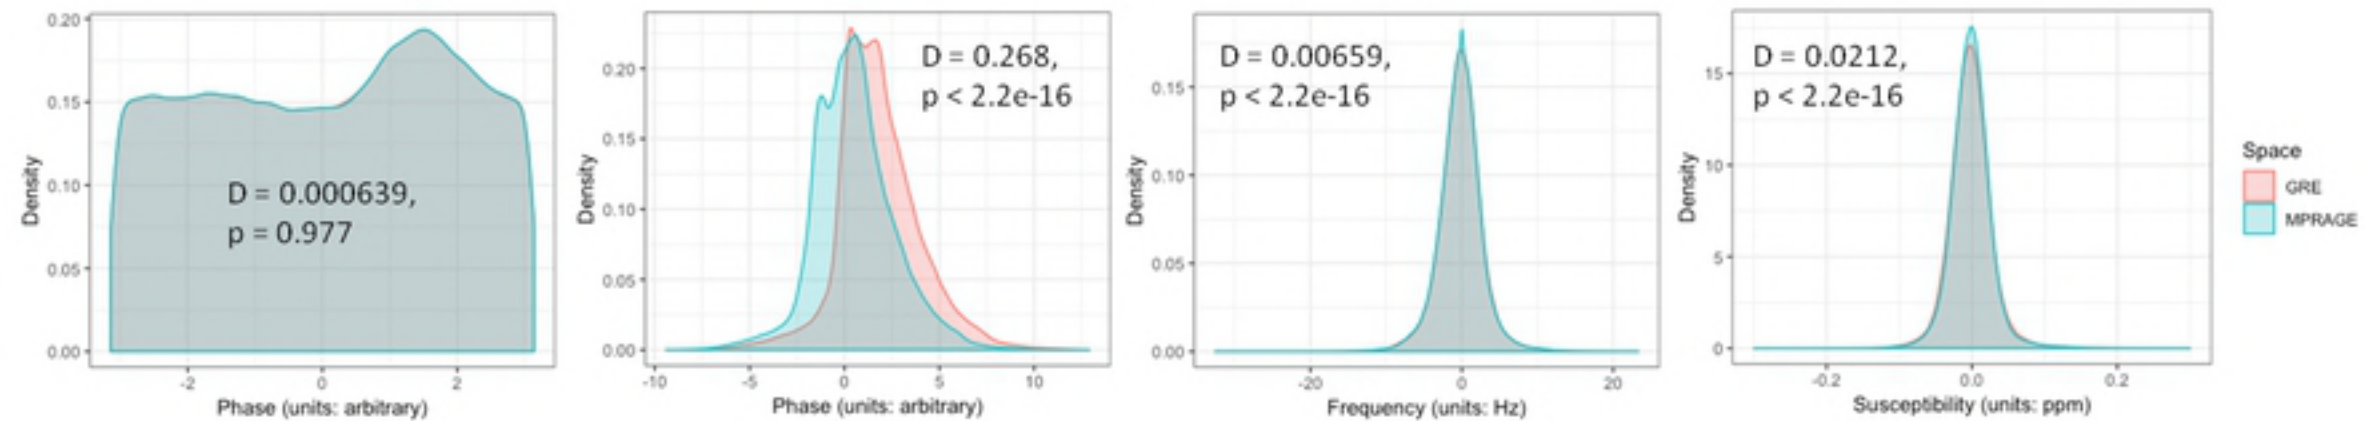 Density
0.20
0.15
0.10
0.05
0.00
D = 0.000639,
p = 0.977
-2
0
2
Phase (units: arbitrary)
Density
0.20
0.15
0.10
0.05
0.00
D = 0.268,
p < 2.2e-16
-10
-5
0
5
10
Phase (units: arbitrary)
Density
0.15
0.10
0.05
0.00
D = 0.00659,
p < 2.2e-16
-20
0
20
Frequency (units: Hz)
Density
15
10
5
0
D = 0.0212,
p < 2.2e-16
-0.2
0.0
0.2
Susceptibility (units: ppm)
Space
GRE
MPRAGE